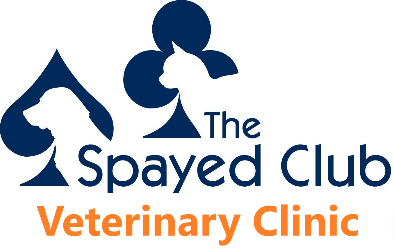 The
Spayed Club
Veterinary Clinic